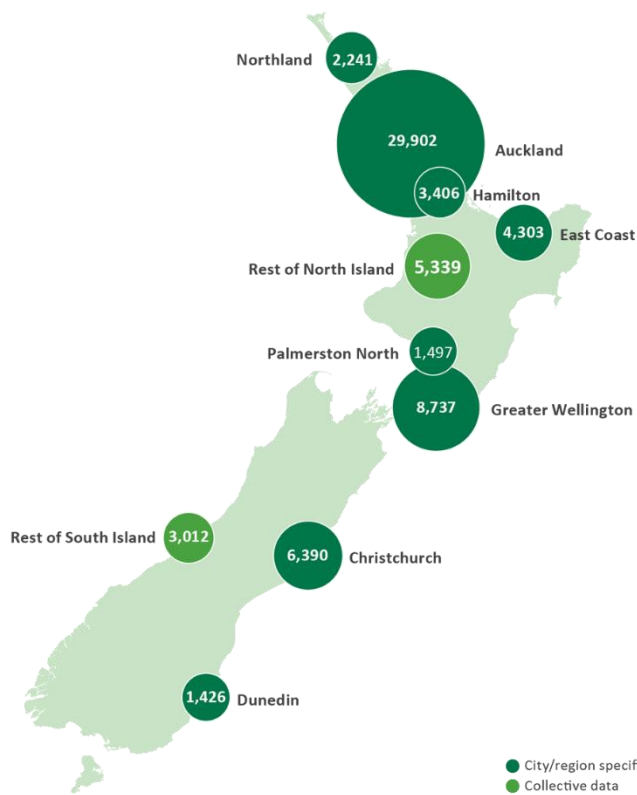 Northland
2,241
29,902
Auckland
3,406
Hamilton
4,303
East Coast
5,339
Rest of North Island
Palmerston North
1,497
8,737
Greater Wellington
Rest of South Island
3,012
6,390
Christchurch
1,426
Dunedin
City/region specif
Collective data